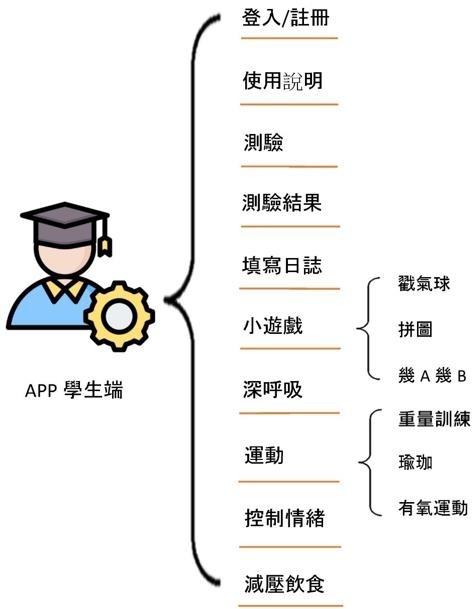 APP 學生端
登入/註冊
使用說明
測驗
測驗結果
填寫日誌
小遊戲
戳氣球
拼圖
幾 A 幾 B
深呼吸
運動
重量訓練
瑜珈
有氧運動
控制情緒
減壓飲食